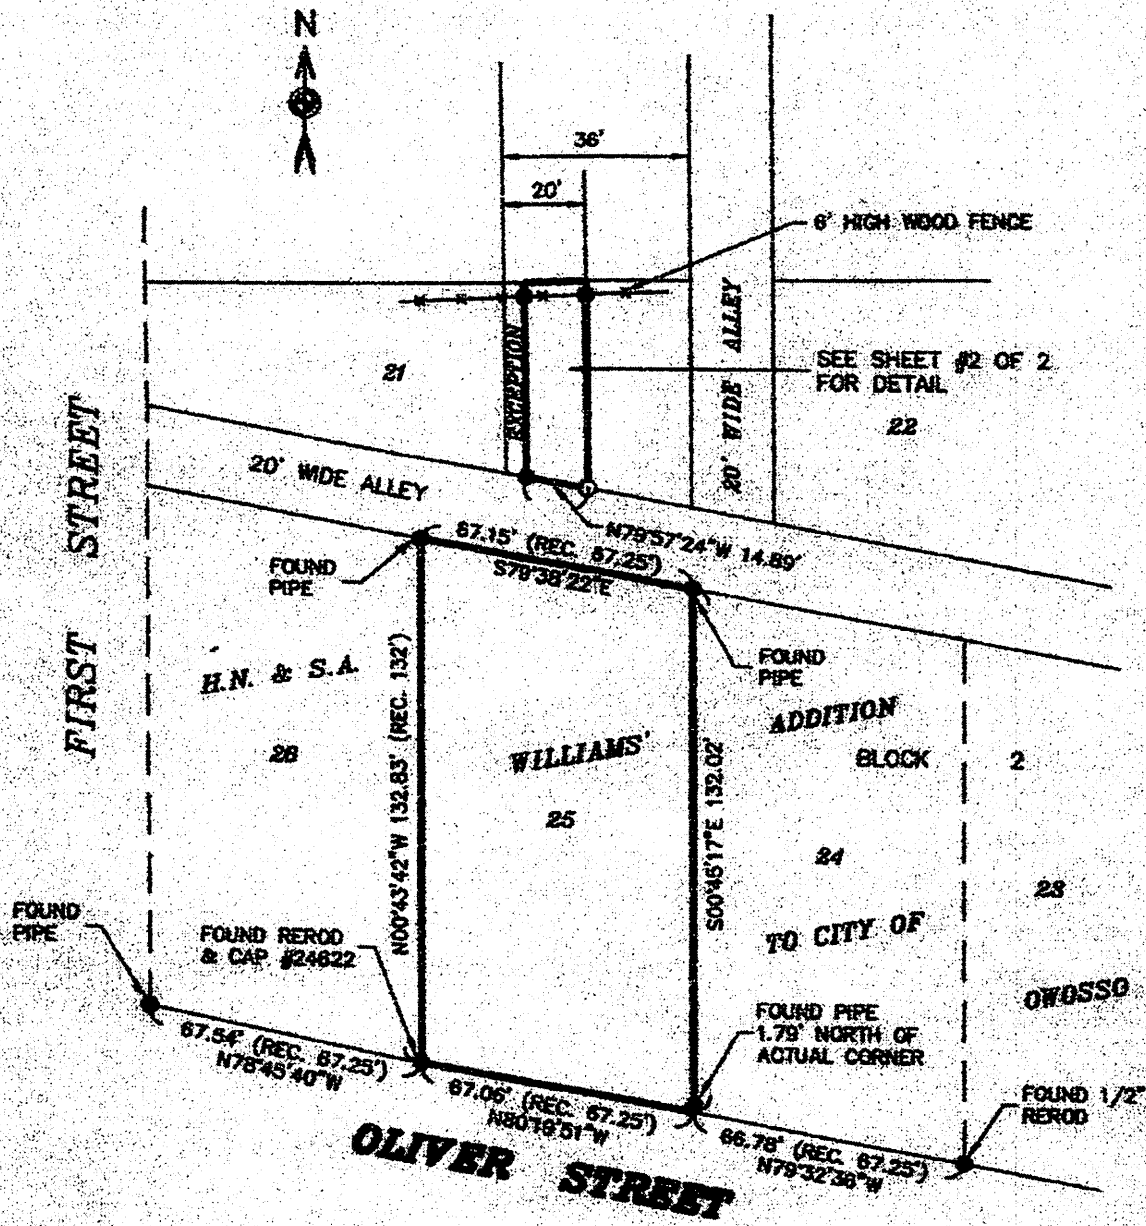 N
36'
20'
6' HIGH WOOD FENCE
20' WIDE ALLEY
EXCEPTION
21
SEE SHEET #2 OF 2
FOR DETAIL
22
20' WIDE ALLEY
N79°57'24"W 14.89'
67.15' (REC. 67.25')
S79°38'22"E
FOUND
PIPE
FIRST STREET
FOUND
PIPE
H.N. & S.A.
WILLIAMS'
ADDITION
BLOCK 2
26
25
24
23
N00°43'42"W 132.83' (REC. 132')
S00°45'17"E 132.02'
TO CITY OF
OWOSSO
FOUND
PIPE
FOUND REROD
& CAP #24622
FOUND PIPE
1.79' NORTH OF
ACTUAL CORNER
FOUND 1/2"
REROD
67.54' (REC. 67.25')
N78°45'40"W
67.06' (REC. 67.25')
N80°19'51"W
66.78' (REC. 67.25')
N79°32'36"W
OLIVER STREET